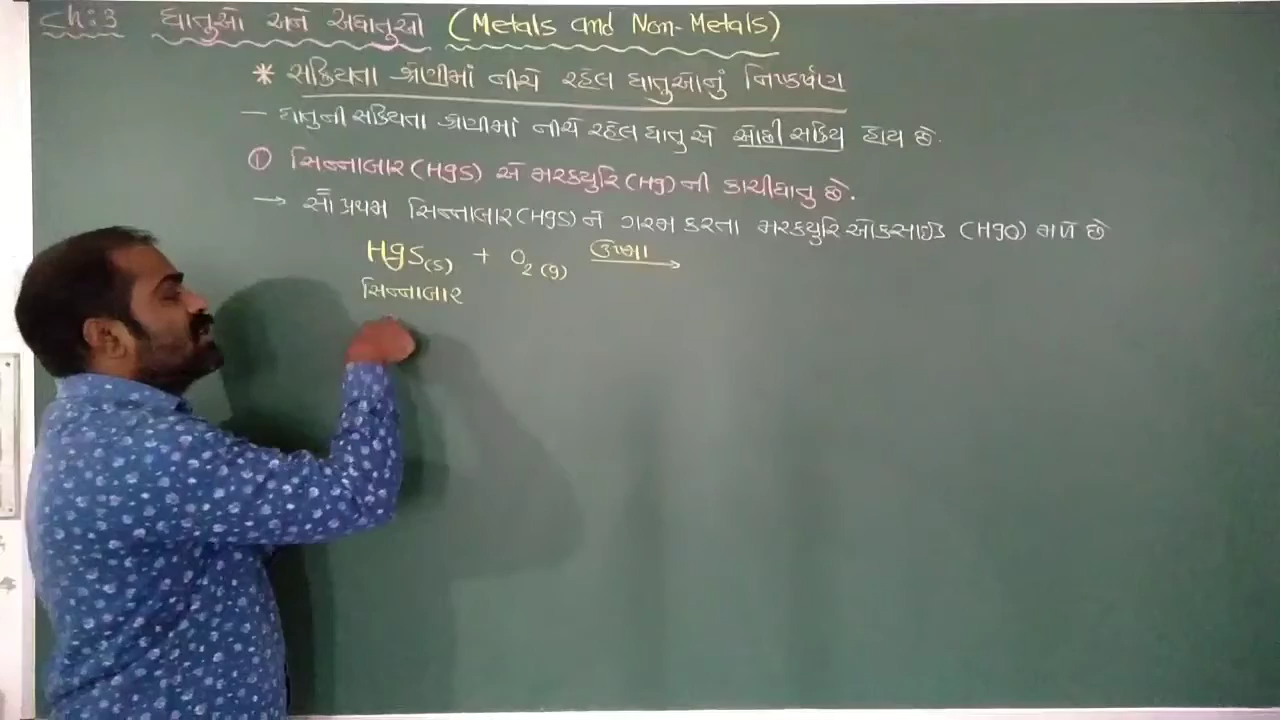 Ch: 3 ધાતુઓ અને અધાતુઓ (Metals and Non-Metals)
* સક્રિયતા શ્રેણીમાં નીચે રહેલ ધાતુઓનું નિષ્કર્ષણ
– ધાતુની સક્રિયતા શ્રેણીમાં નીચે રહેલ ધાતુ એ ઓછી સક્રિય હોય છે.
① સિન્નાબાર (HgS) એ મરક્યુરિ (Hg) ની કાચીધાતુ છે.
→ સૌ પ્રથમ સિન્નાબાર (HgS) ને ગરમ કરતા મરક્યુરિ ઓક્સાઇડ (HgO) મળે છે
HgS(s) + O2(g) ઉષ્મા →
સિન્નાબાર